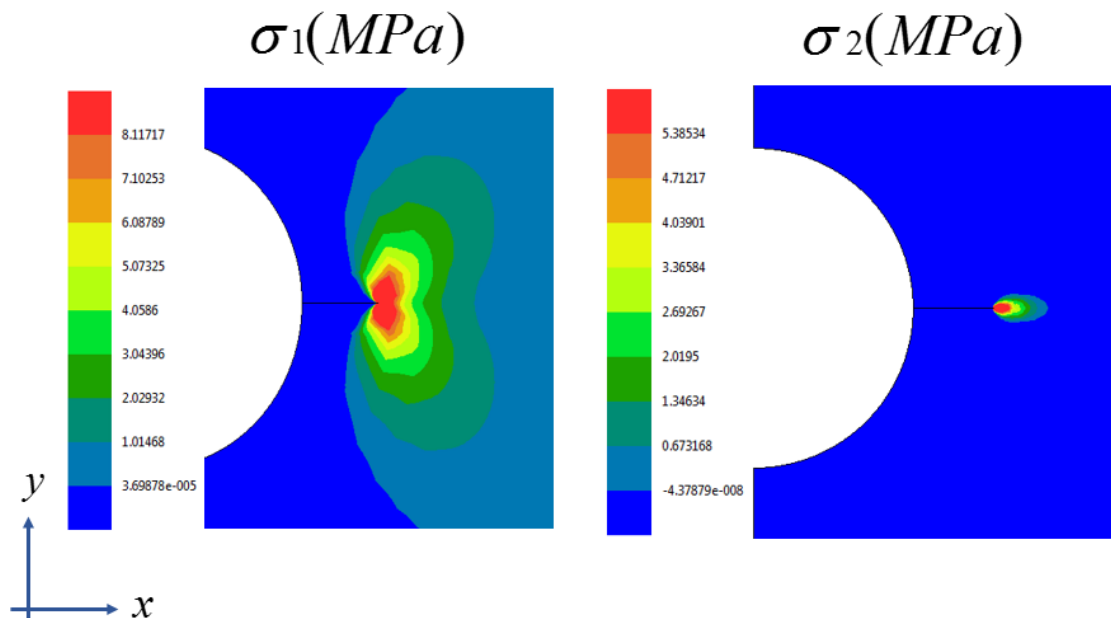 σ1(MPa)
8.11717
7.10253
6.08789
5.07325
4.0586
3.04396
2.02932
1.01468
3.69878e-005
σ2(MPa)
5.38534
4.71217
4.03901
3.36584
2.69267
2.0195
1.34634
0.673168
-4.37879e-008
y
x